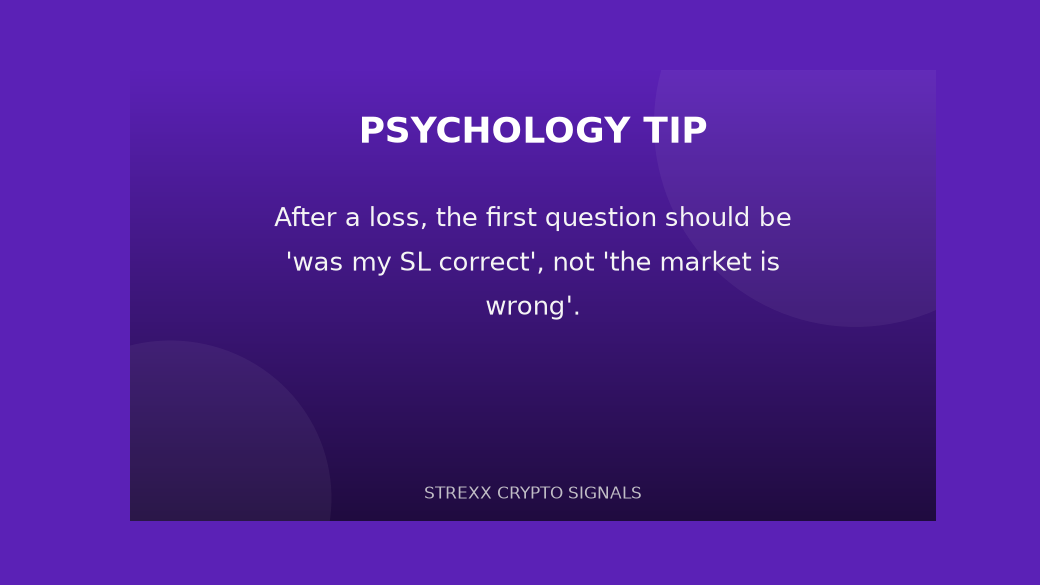 PSYCHOLOGY TIP
After a loss, the first question should be
'was my SL correct', not 'the market is
wrong'.
STREXX CRYPTO SIGNALS